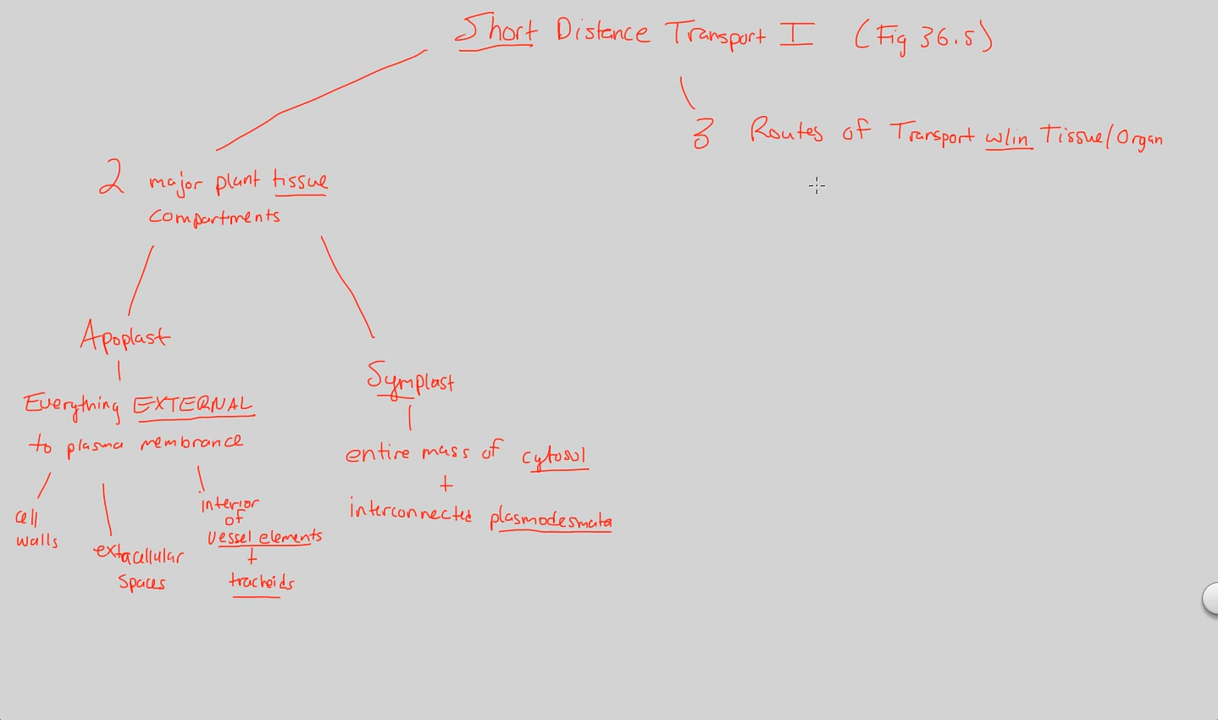 Short Distance Transport I (Fig 36.5)
3 Routes of Transport w/in Tissue/Organ
2 major plant tissue
compartments
Apoplast
Everything EXTERNAL
to plasma membrance
cell
walls
extacellular
spaces
interior
of
vessel elements
+
tracheids
Symplast
entire mass of cytosol
+
interconnected plasmodesmata